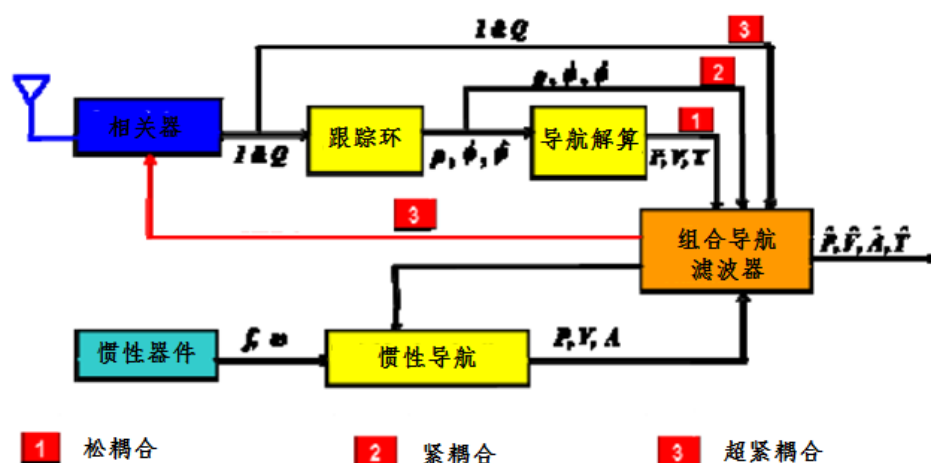 3
I & Q
2
1
相关器
跟踪环
导航解算
I & Q
P, V, T
3
组合导航
滤波器
P̂, V̂, Â, T̂
惯性器件
f, ω
惯性导航
P, V, A
1 松耦合
2 紧耦合
3 超紧耦合